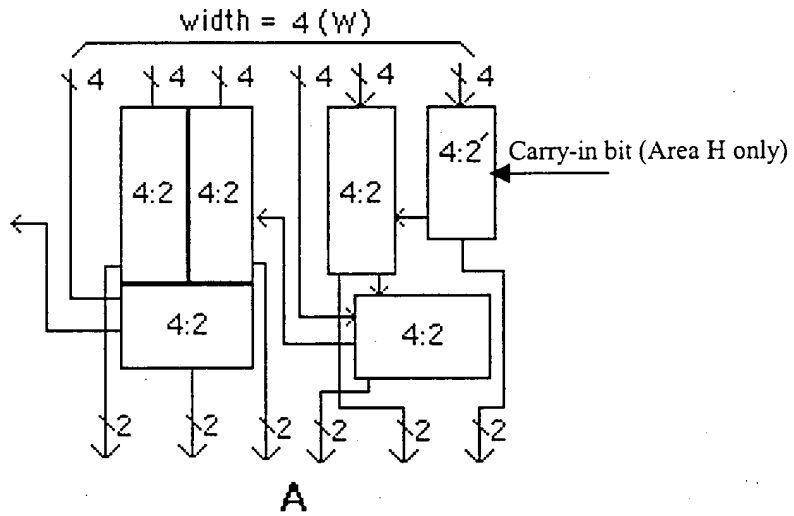 width = 4 (W)
4 4 4 4 4 4
4:2 4:2 4:2 4:2′ Carry-in bit (Area H only)
4:2 4:2
2 2 2 2 2 2
A